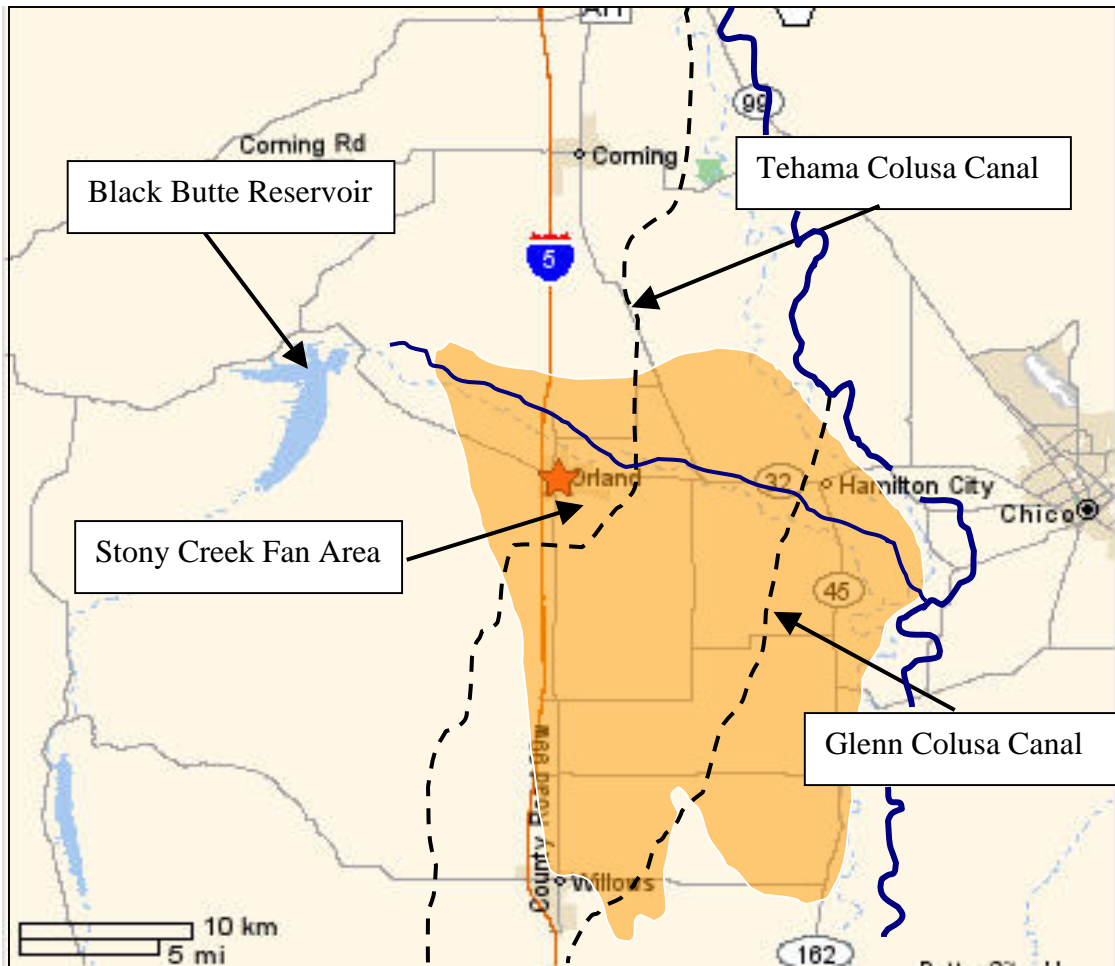 99
Corning Rd
Corning
Tehama Colusa Canal
Black Butte Reservoir
5
Orland
32
Hamilton City
Chico
Stony Creek Fan Area
45
Glenn Colusa Canal
Willows
10 km
5 mi
162